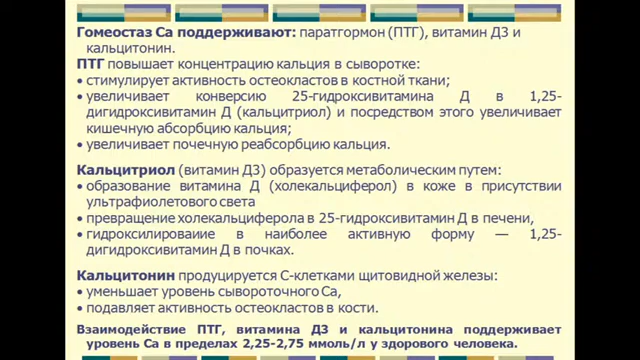 Гомеостаз Са поддерживают: паратгормон (ПТГ), витамин Д3 и
кальцитонин.
ПТГ повышает концентрацию кальция в сыворотке:
• стимулирует активность остеокластов в костной ткани;
• увеличивает конверсию 25-гидроксивитамина Д в 1,25-
дигидроксивитамин Д (кальцитриол) и посредством этого увеличивает
кишечную абсорбцию кальция;
• увеличивает почечную реабсорбцию кальция.
Кальцитриол (витамин Д3) образуется метаболическим путем:
• образование витамина Д (холекальциферол) в коже в присутствии
ультрафиолетового света
• превращение холекальциферола в 25-гидроксивитамин Д в печени,
• гидроксилироваиие в наиболее активную форму — 1,25-
дигидроксивитамин Д в почках.
Кальцитонин продуцируется С-клетками щитовидной железы:
• уменьшает уровень сывороточного Са,
• подавляет активность остеокластов в кости.
Взаимодействие ПТГ, витамина Д3 и кальцитонина поддерживает
уровень Са в пределах 2,25-2,75 ммоль/л у здорового человека.